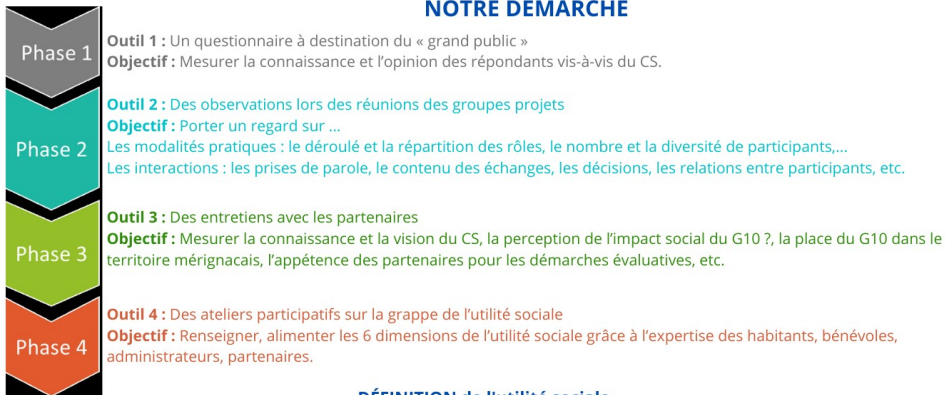 NOTRE DÉMARCHE
Phase 1
Outil 1 : Un questionnaire à destination du « grand public »
Objectif : Mesurer la connaissance et l’opinion des répondants vis-à-vis du CS.
Phase 2
Outil 2 : Des observations lors des réunions des groupes projets
Objectif : Porter un regard sur ...
Les modalités pratiques : le déroulé et la répartition des rôles, le nombre et la diversité de participants,...
Les interactions : les prises de parole, le contenu des échanges, les décisions, les relations entre participants, etc.
Phase 3
Outil 3 : Des entretiens avec les partenaires
Objectif : Mesurer la connaissance et la vision du CS, la perception de l’impact social du G10 ?, la place du G10 dans le
territoire mérignacais, l’appétence des partenaires pour les démarches évaluatives, etc.
Phase 4
Outil 4 : Des ateliers participatifs sur la grappe de l’utilité sociale
Objectif : Renseigner, alimenter les 6 dimensions de l’utilité sociale grâce à l’expertise des habitants, bénévoles,
administrateurs, partenaires.
DÉFINITION de l’utilité sociale